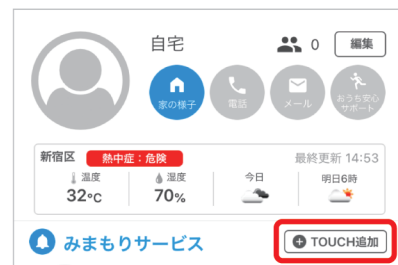 自宅
0
編集
家の様子
電話
メール
おうち安心
サポート
新宿区 熱中症：危険 最終更新 14:53
温度 湿度 今日 明日6時
32℃ 70%
みまもりサービス
TOUCH追加